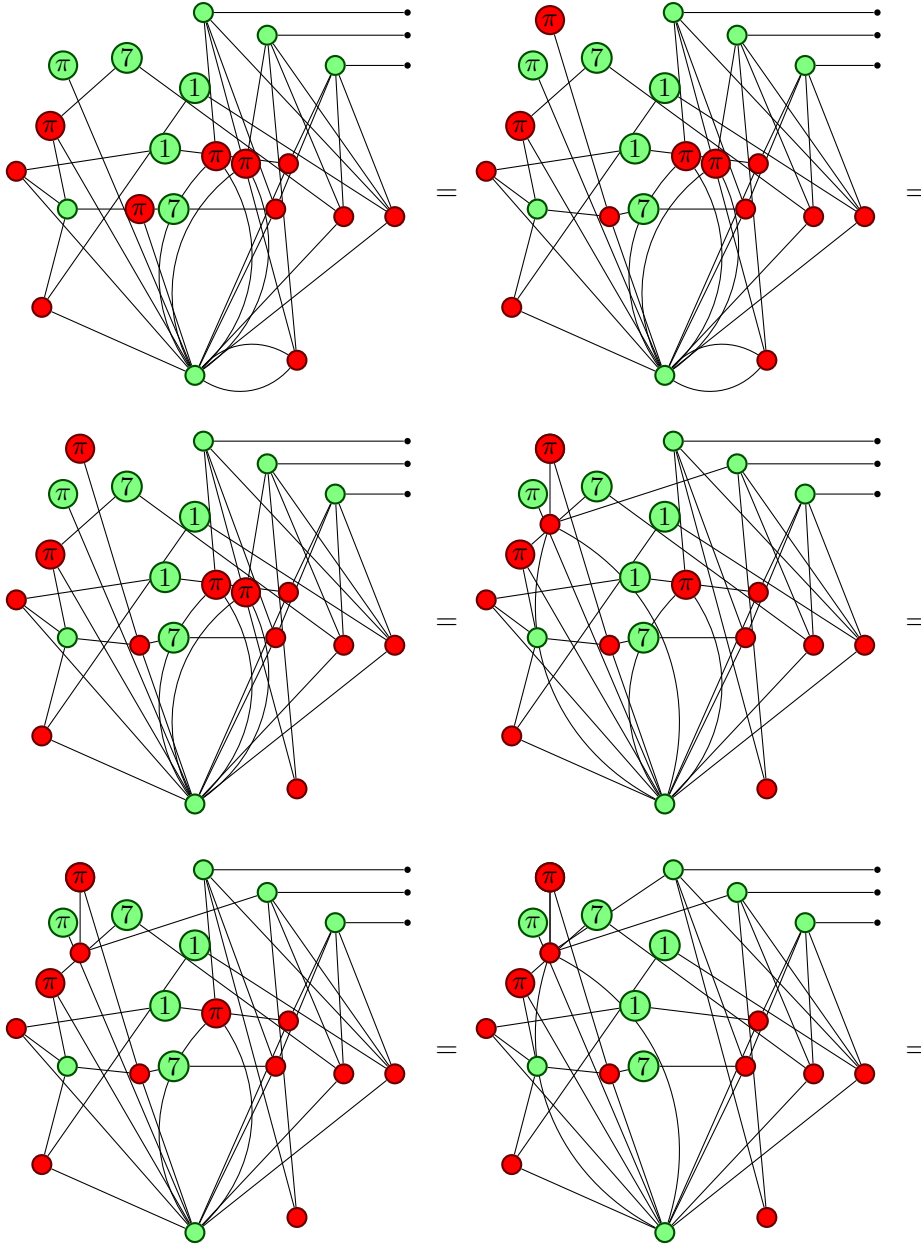 π
π 7 π 7
1 1
π π
1 π π 1 π π
= =
π 7 7
π π
π 7 π 7
1 1
π π
1 π π 1 π
= =
7 7
π π
π 7 π 7
1 1
π π
1 π 1
= =
7 7